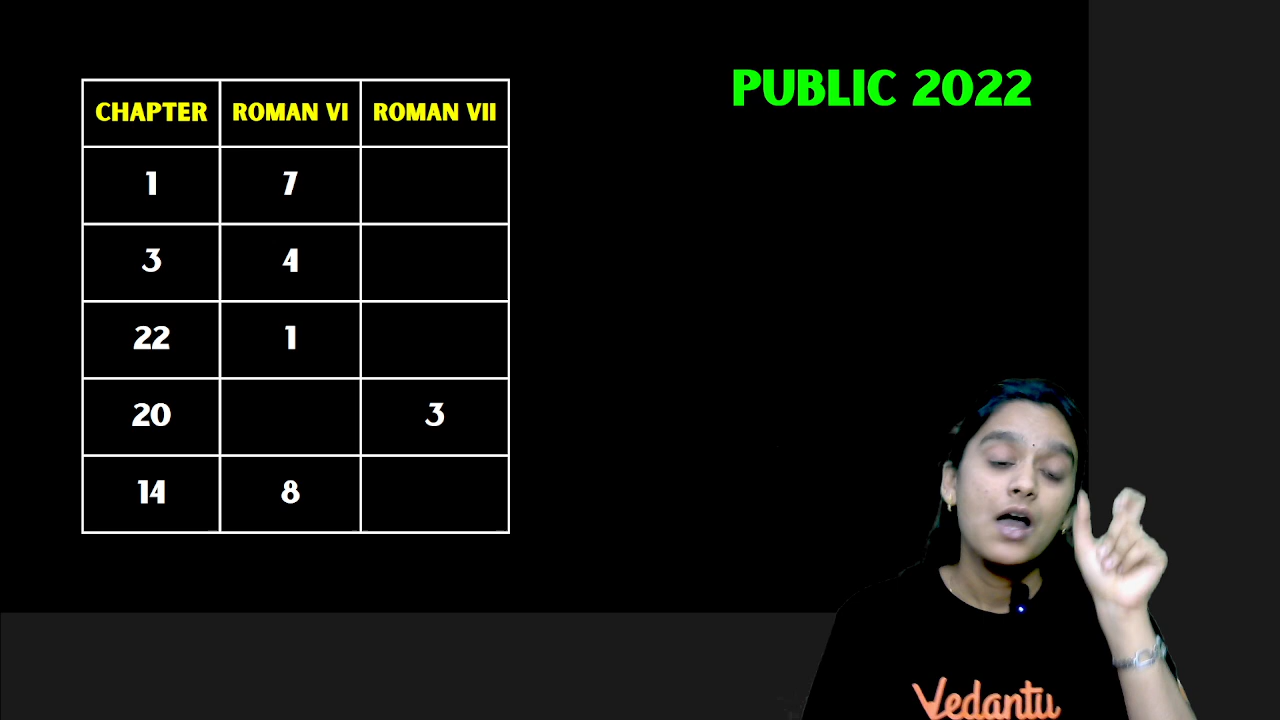 PUBLIC 2022
CHAPTER ROMAN VI ROMAN VII
1 7
3 4
22 1
20 3
14 8
Vedantu